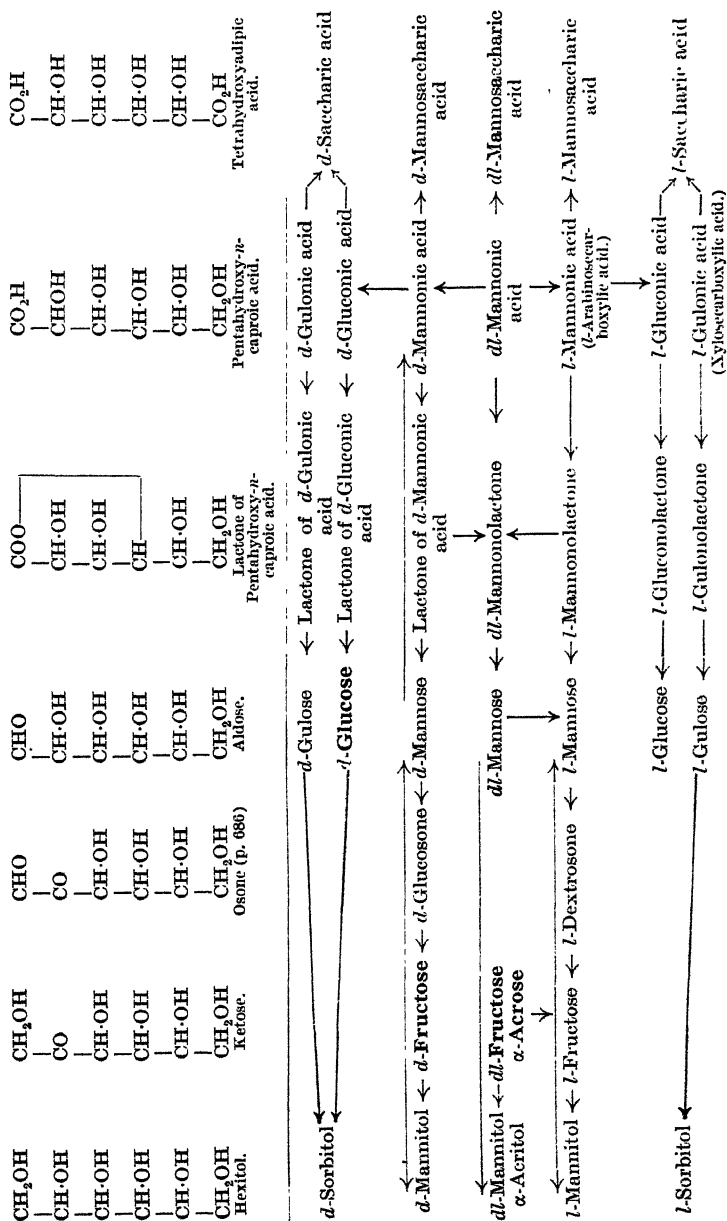 CH₂OH CH₂OH CHO CHO COO CO₂H CO₂H
CH·OH CO CO CH·OH CH·OH CHOH CH·OH
CH·OH CH·OH CH·OH CH·OH CH·OH CH·OH CH·OH
CH·OH CH·OH CH·OH CH·OH CH CH·OH CH·OH
CH·OH CH·OH CH·OH CH·OH CH·OH CH·OH CH·OH
CH₂OH CH₂OH CH₂OH CH₂OH CH₂OH CH₂OH CO₂H
Hexitol. Ketose. Osone (p. 686) Aldose. Lactone of Pentahydroxy-n- Tetrahydroxyadipic
Pentahydroxy-n- caproic acid. acid.
caproic acid.
d-Gulose ← Lactone of d-Gulonic ← d-Gulonic acid
acid
d-Sorbitol d-Saccharic acid
d-Glucose ← Lactone of d-Gluconic ← d-Gluconic acid
acid
d-Mannitol ← d-Fructose ← d-Glucosone ← d-Mannose ← Lactone of d-Mannonic ← d-Mannonic acid → d-Mannosaccharic
acid acid
dl-Mannitol ← dl-Fructose dl-Mannose ← dl-Mannonolactone ← dl-Mannonic → dl-Mannosaccharic
α-Acritol α-Acrose acid acid
l-Mannitol ← l-Fructose ← l-Dextrosone ← l-Mannose ← l-Mannonolactone ← l-Mannonic acid → l-Mannosaccharic acid
(l-Arabinosecar-
boxylic acid.)
l-Glucose ← l-Gluconolactone ← l-Gluconic acid
l-Saccharic acid
l-Sorbitol l-Gulose ← l-Gulonolactone ← l-Gulonic acid
(Xylosecarboxylic acid.)